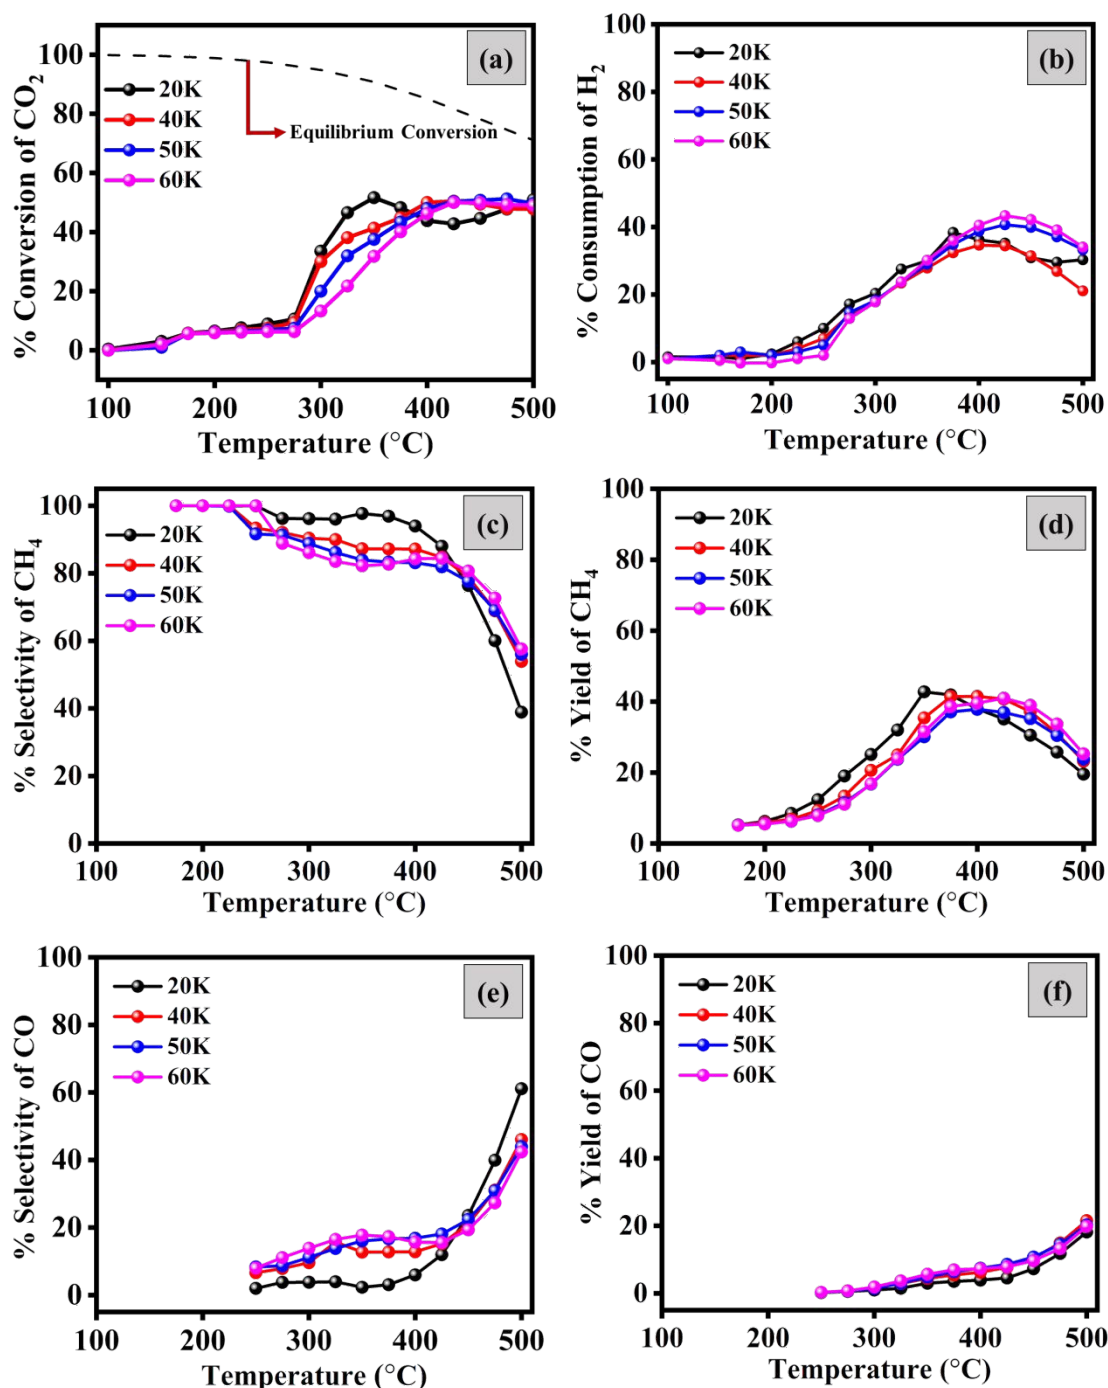 (a)
% Conversion of CO2
100
80
60
40
20
0
20K
40K
50K
60K
Equilibrium Conversion
100 200 300 400 500
Temperature (°C)
(b)
% Consumption of H2
100
80
60
40
20
0
20K
40K
50K
60K
100 200 300 400 500
Temperature (°C)
(c)
% Selectivity of CH4
100
80
60
40
20
0
20K
40K
50K
60K
100 200 300 400 500
Temperature (°C)
(d)
% Yield of CH4
100
80
60
40
20
0
20K
40K
50K
60K
100 200 300 400 500
Temperature (°C)
(e)
% Selectivity of CO
100
80
60
40
20
0
20K
40K
50K
60K
100 200 300 400 500
Temperature (°C)
(f)
% Yield of CO
100
80
60
40
20
0
20K
40K
50K
60K
100 200 300 400 500
Temperature (°C)